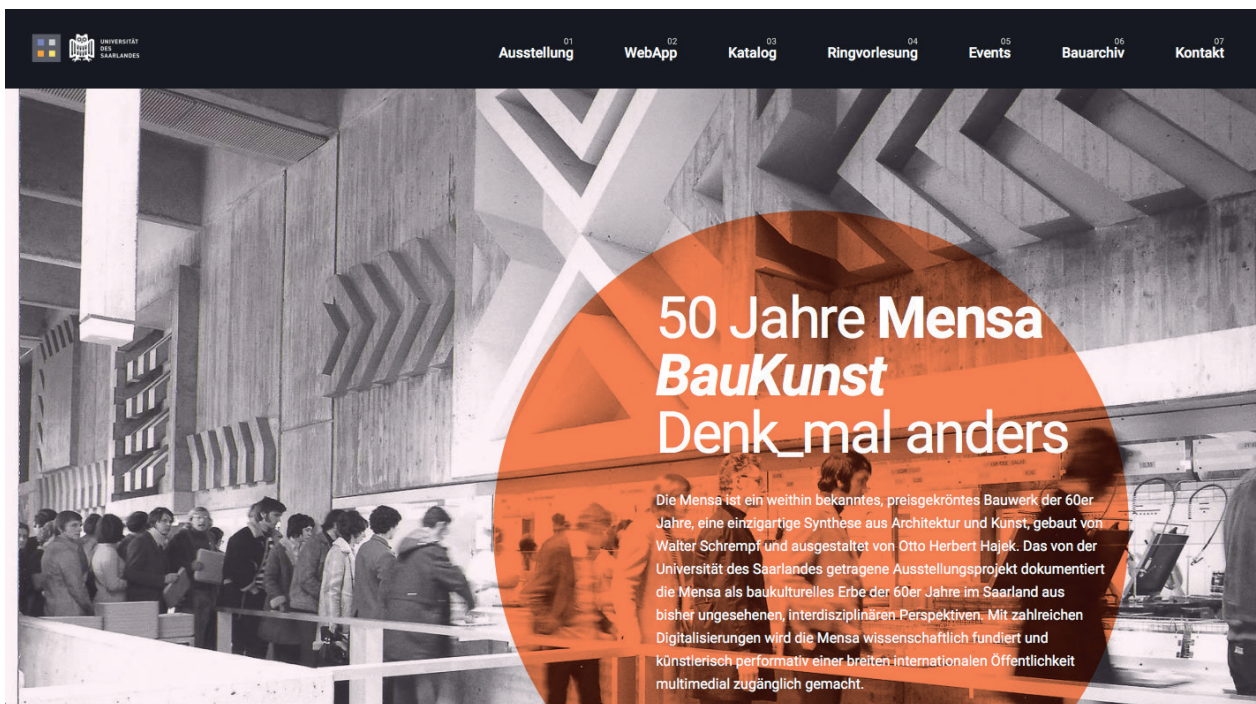 UNIVERSITÄT
DES
SAARLANDES
01
Ausstellung
02
WebApp
03
Katalog
04
Ringvorlesung
05
Events
06
Bauarchiv
07
Kontakt
50 Jahre Mensa
BauKunst
Denk_mal anders
Die Mensa ist ein weithin bekanntes, preisgekröntes Bauwerk der 60er
Jahre, eine einzigartige Synthese aus Architektur und Kunst, gebaut von
Walter Schrempf und ausgestaltet von Otto Herbert Hajek. Das von der
Universität des Saarlandes getragene Ausstellungsprojekt dokumentiert
die Mensa als baukulturelles Erbe der 60er Jahre im Saarland aus
bisher ungesehenen, interdisziplinären Perspektiven. Mit zahlreichen
Digitalisierungen wird die Mensa wissenschaftlich fundiert und
künstlerisch performativ einer breiten internationalen Öffentlichkeit
multimedial zugänglich gemacht.